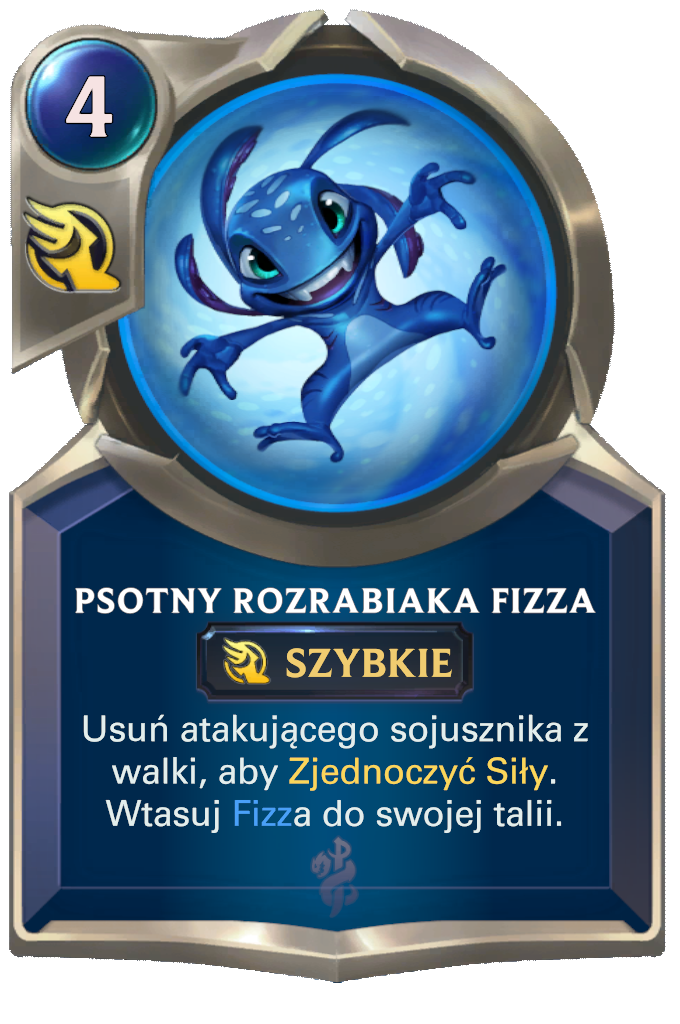 4
PSOTNY ROZRABIAKA FIZZA
SZYBKIE
Usuń atakującego sojusznika z
walki, aby Zjednoczyć Siły.
Wtasuj Fizza do swojej talii.